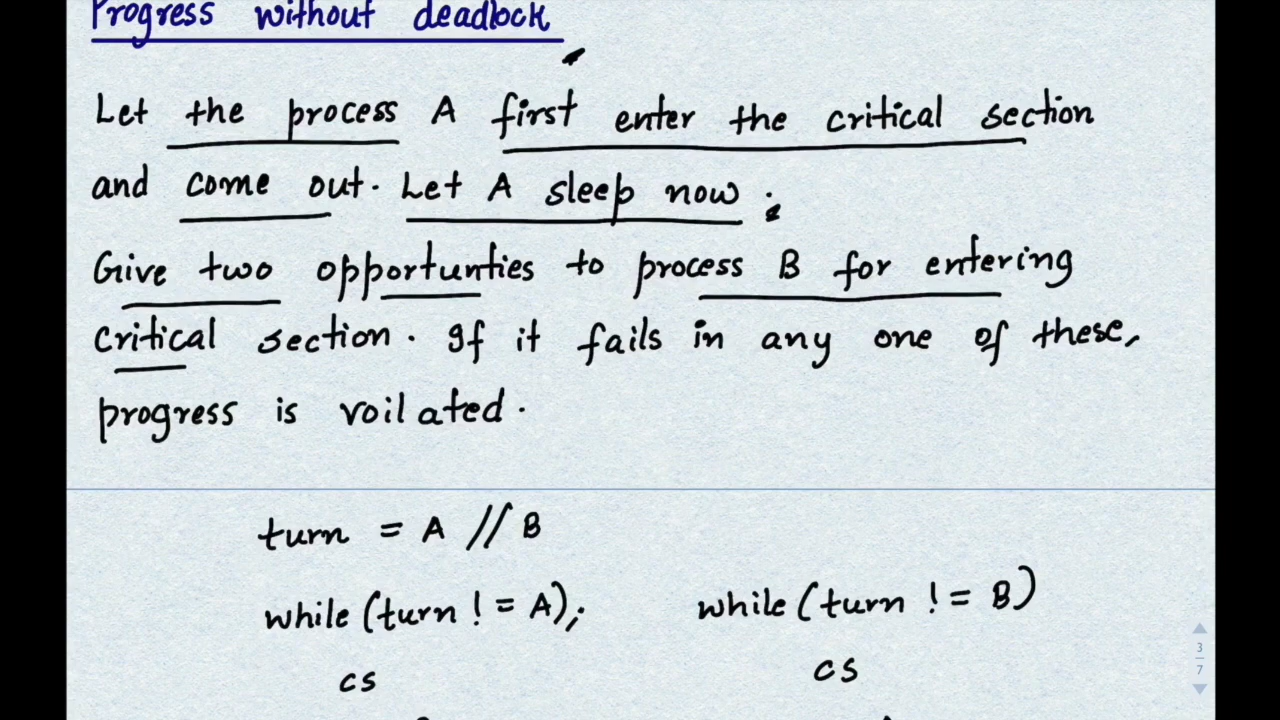 Progress without deadlock
Let the process A first enter the critical section
and come out. Let A sleep now.
Give two opportunties to process B for entering
critical section. If it fails in any one of these,
progress is voilated.
turn = A // B
while (turn != A);
while (turn != B)
cs
cs
3
7